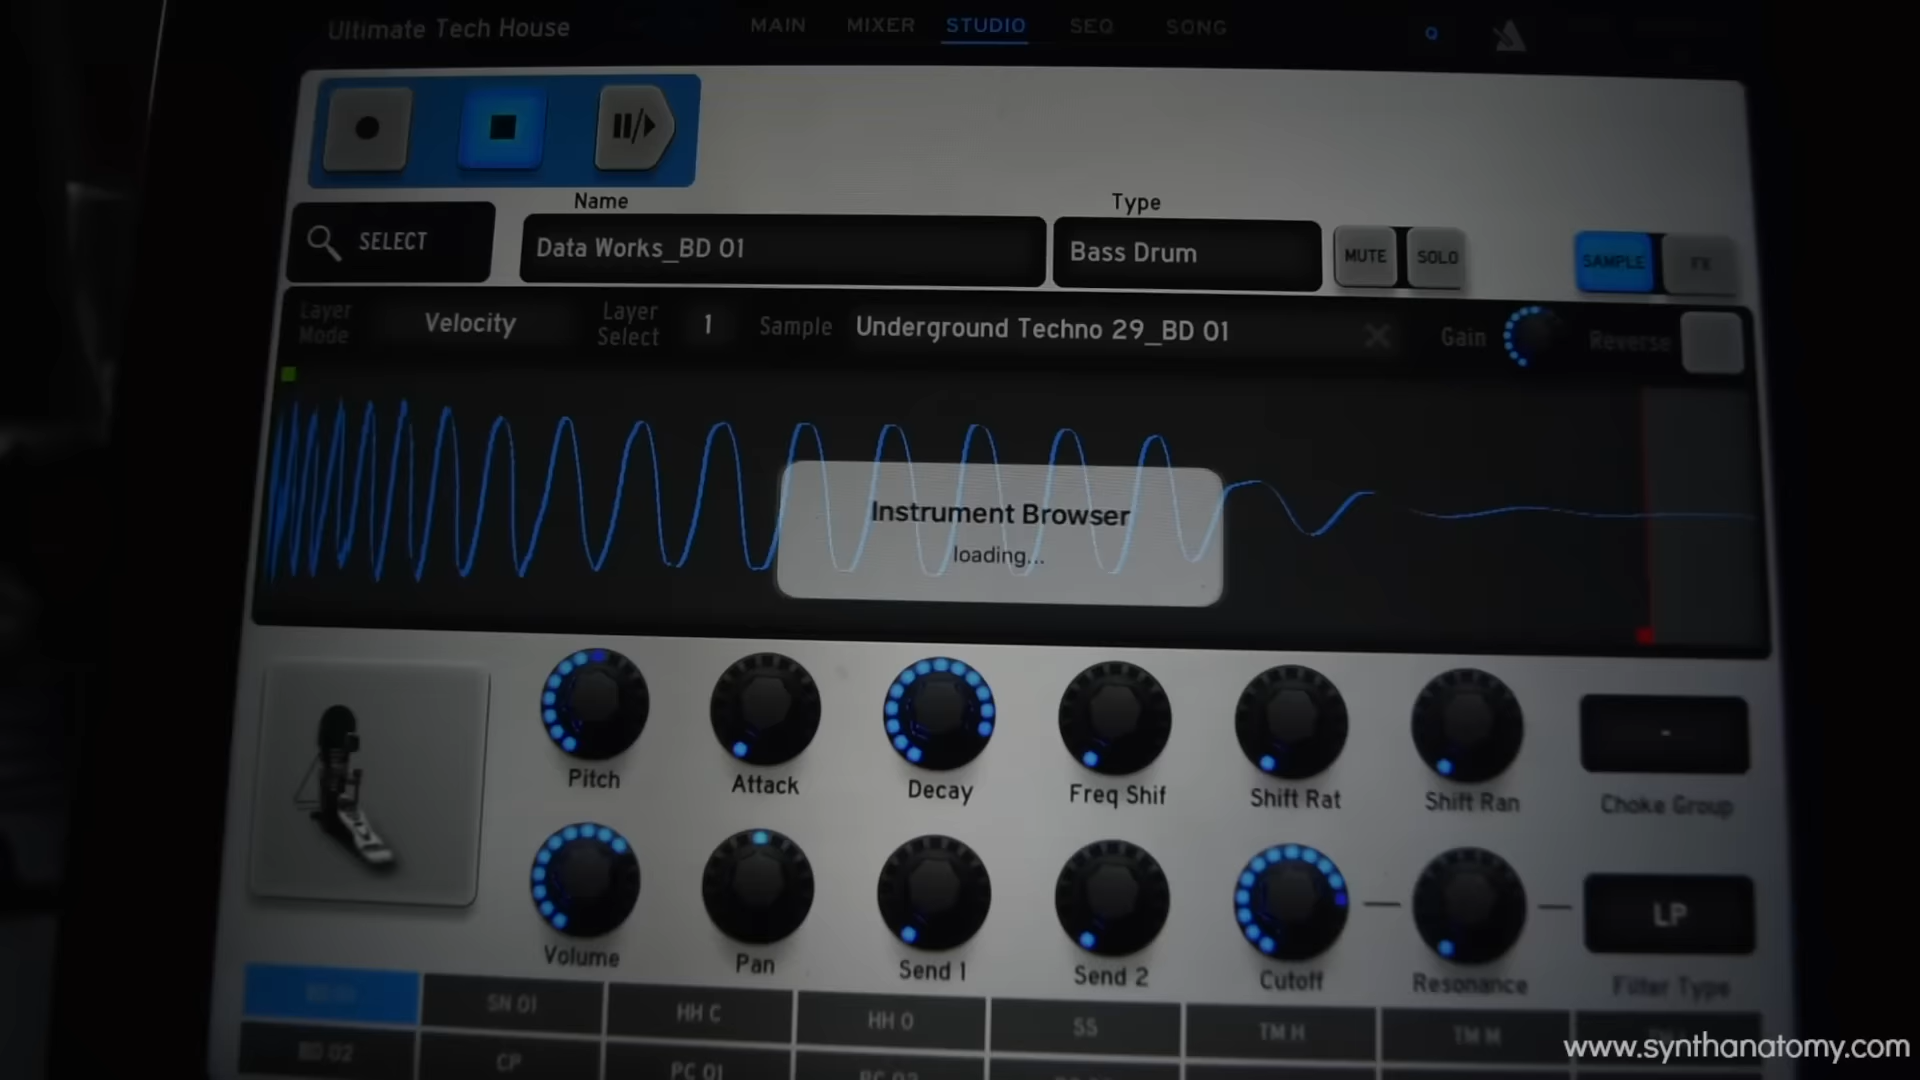 Ultimate Tech House
MAIN MIXER STUDIO SEQ SONG
Name Type
SELECT Data Works_BD 01 Bass Drum MUTE SOLO SAMPLE FX
Layer Mode Velocity Layer Select 1 Sample Underground Techno 29_BD 01 Gain Reverse
Instrument Browser
loading...
Pitch Attack Decay Freq Shif Shift Rat Shift Ran Choke Group
Volume Pan Send 1 Send 2 Cutoff Resonance LP
Filter Type
SN 01 HH C HH O SS TM H TM M
BD 02 CP PC 01
www.synthanatomy.com